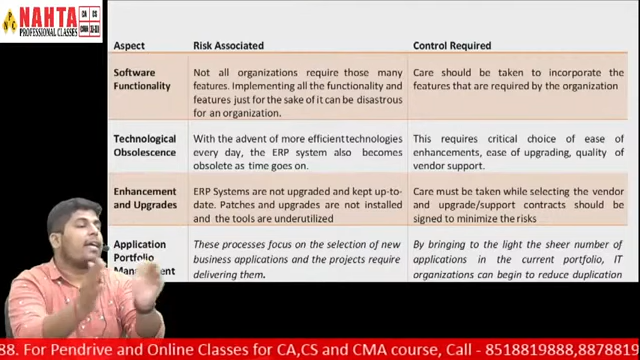 NPC
NAHTA
PROFESSIONAL CLASSES
CA
CS
Aspect
Risk Associated
Control Required
Software
Functionality
Not all organizations require those many
features. Implementing all the functionality and
features just for the sake of it can be disastrous
for an organization.
Care should be taken to incorporate the
features that are required by the organization
Technological
Obsolescence
With the advent of more efficient technologies
every day, the ERP system also becomes
obsolete as time goes on.
This requires critical choice of ease of
enhancements, ease of upgrading, quality of
vendor support.
Enhancement
and Upgrades
ERP Systems are not upgraded and kept up-to-
date. Patches and upgrades are not installed
and the tools are underutilized
Care must be taken while selecting the vendor
and upgrade/support contracts should be
signed to minimize the risks
Application
Portfolio
Management
These processes focus on the selection of new
business applications and the projects require
delivering them.
By bringing to the light the sheer number of
applications in the current portfolio, IT
organizations can begin to reduce duplication
88. For Pendrive and Online Classes for CA,CS and CMA course, Call - 8518819888,8878819